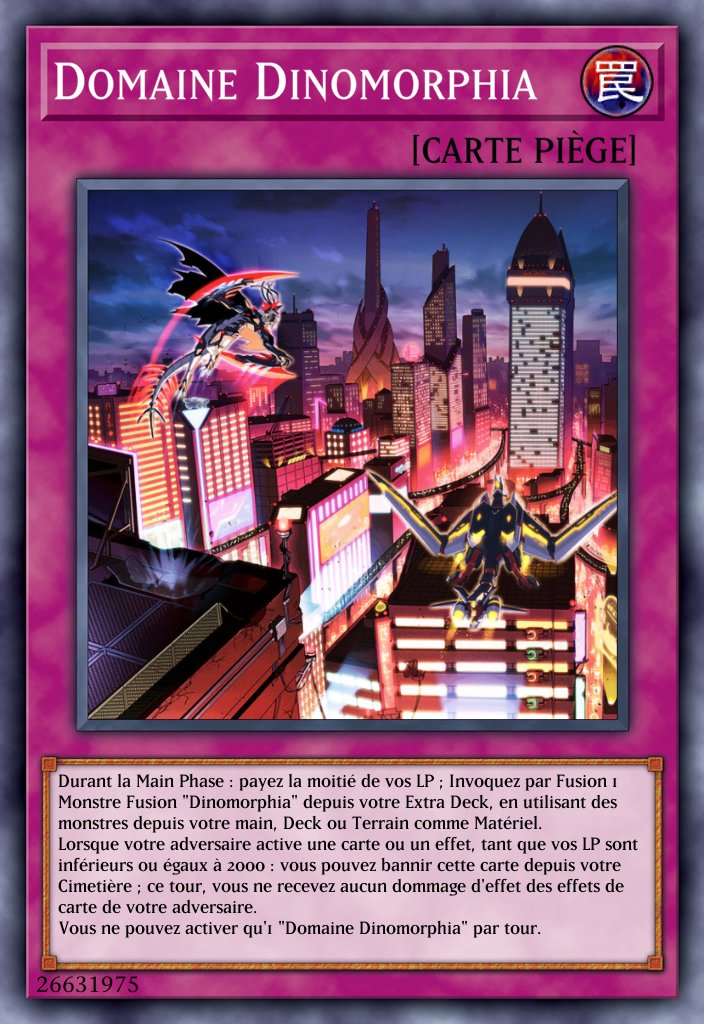 Domaine Dinomorphia
罠
[CARTE PIÈGE]
Durant la Main Phase : payez la moitié de vos LP ; Invoquez par Fusion 1
Monstre Fusion "Dinomorphia" depuis votre Extra Deck, en utilisant des
monstres depuis votre main, Deck ou Terrain comme Matériel.
Lorsque votre adversaire active une carte ou un effet, tant que vos LP sont
inférieurs ou égaux à 2000 : vous pouvez bannir cette carte depuis votre
Cimetière ; ce tour, vous ne recevez aucun dommage d'effet des effets de
carte de votre adversaire.
Vous ne pouvez activer qu'1 "Domaine Dinomorphia" par tour.
26631975